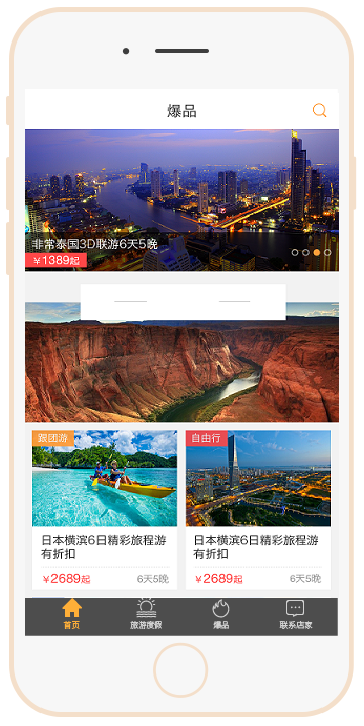 爆品
非常泰国3D联游6天5晚
￥1389起
跟团游
自由行
日本横滨6日精彩旅程游
有折扣
￥2689起
6天5晚
日本横滨6日精彩旅程游
有折扣
￥2689起
6天5晚
首页
旅游度假
爆品
联系店家